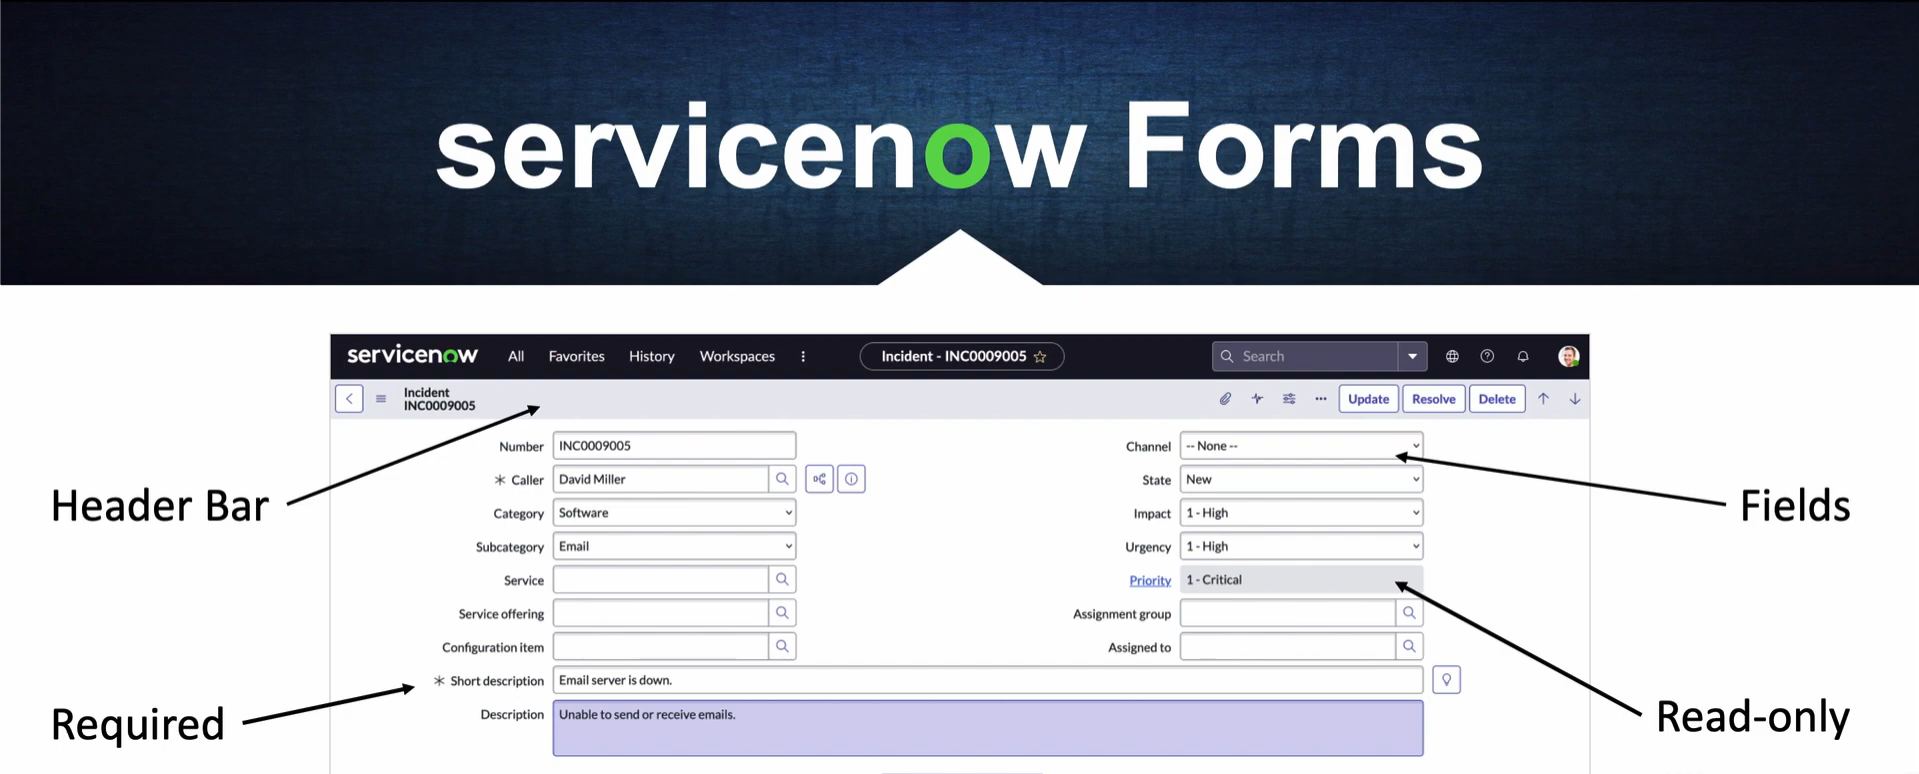 servicenow Forms
servicenow All Favorites History Workspaces Incident - INC0009005 Search
Incident
INC0009005
Update Resolve Delete
Number INC0009005
Channel -- None --
Caller David Miller
State New
Category Software
Impact 1 - High
Subcategory Email
Urgency 1 - High
Service
Priority 1 - Critical
Service offering
Assignment group
Configuration item
Assigned to
Short description Email server is down.
Description Unable to send or receive emails.
Header Bar
Fields
Required
Read-only